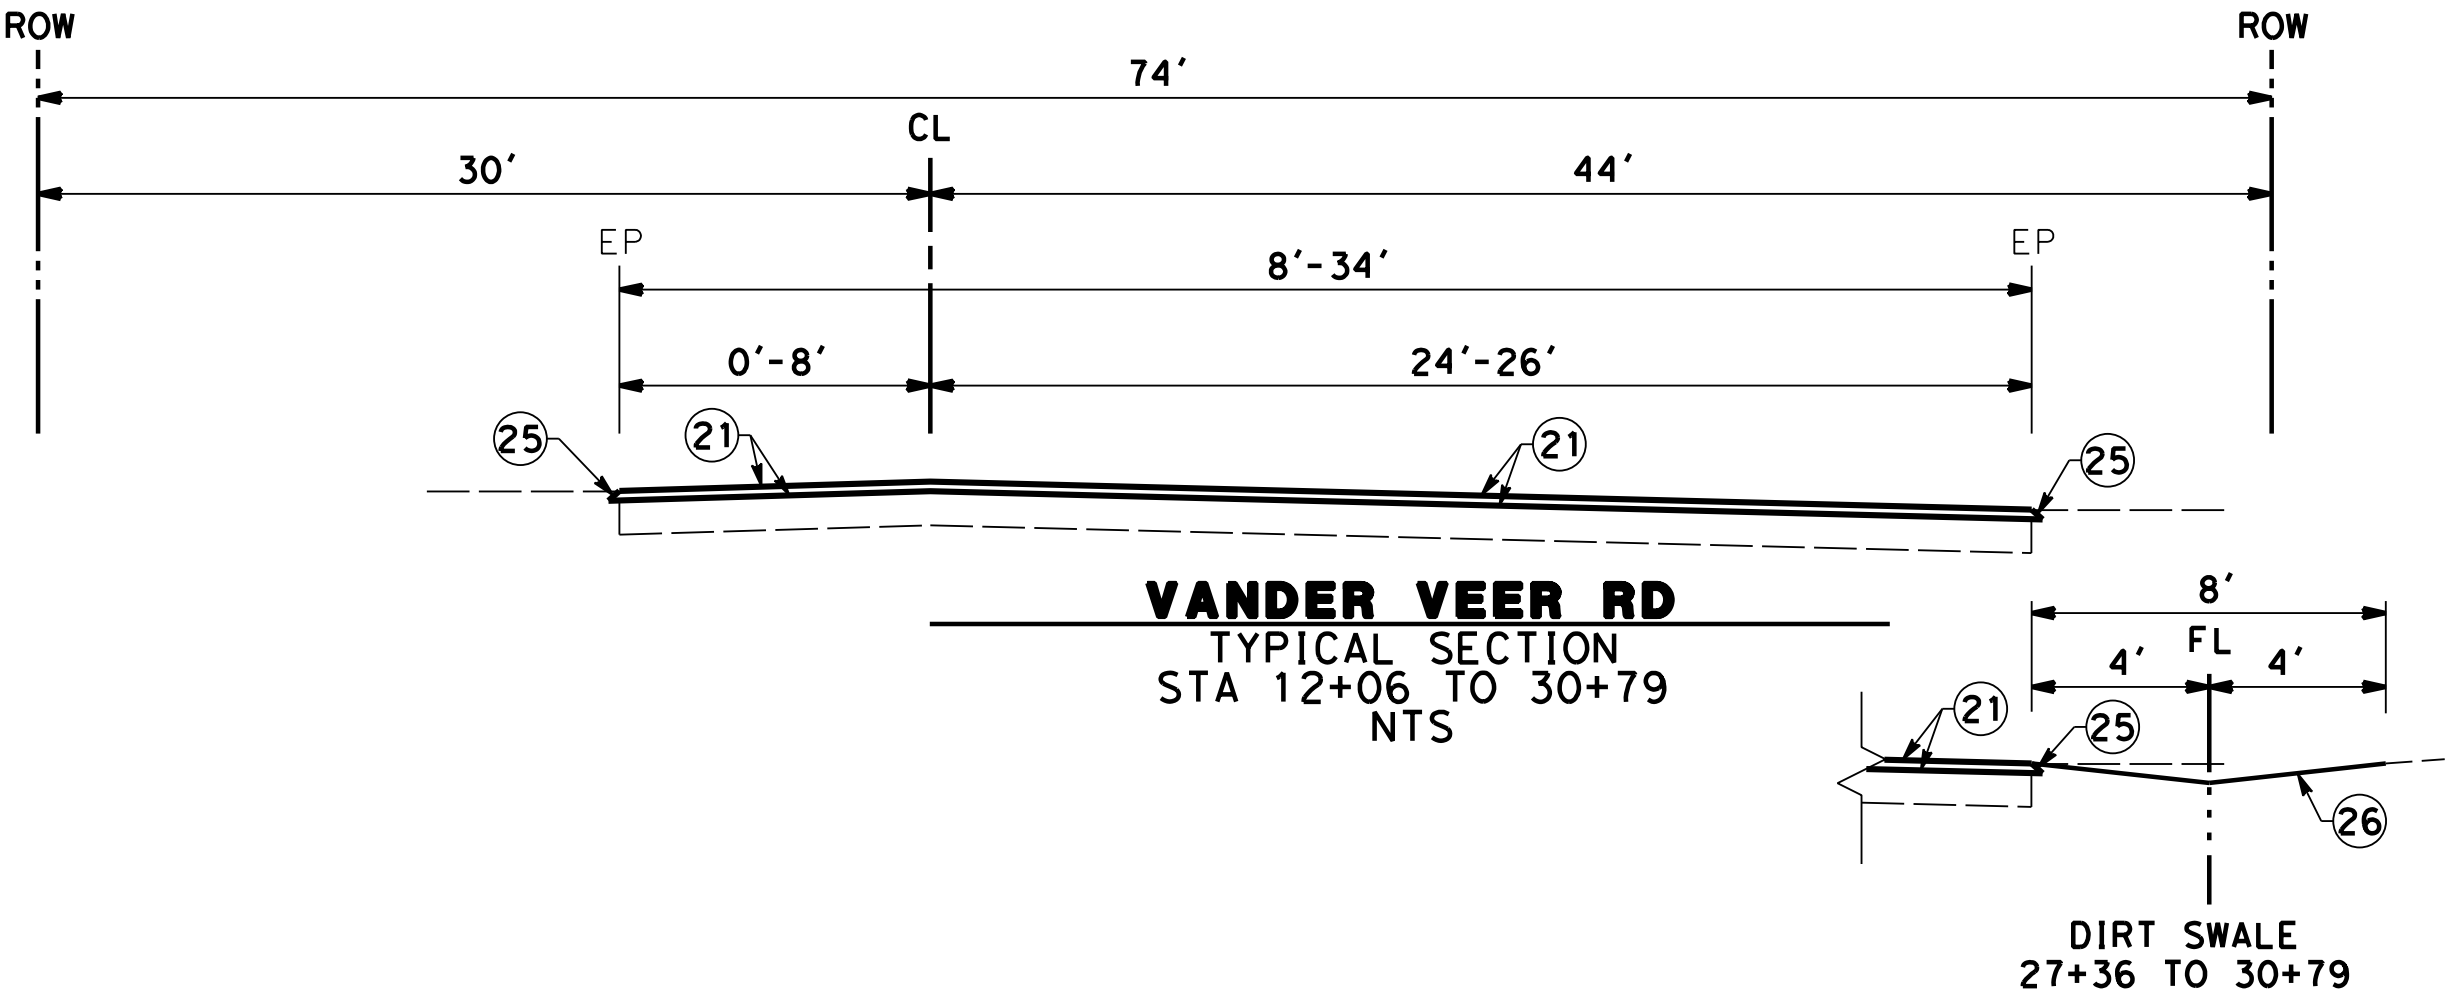 ROW
ROW
74'
CL
30'
44'
EP
EP
8'-34'
0'-8'
24'-26'
25
21
21
25
VANDER VEER RD
TYPICAL SECTION
STA 12+06 TO 30+79
NTS
8'
4'
FL
4'
21
25
26
DIRT SWALE
27+36 TO 30+79